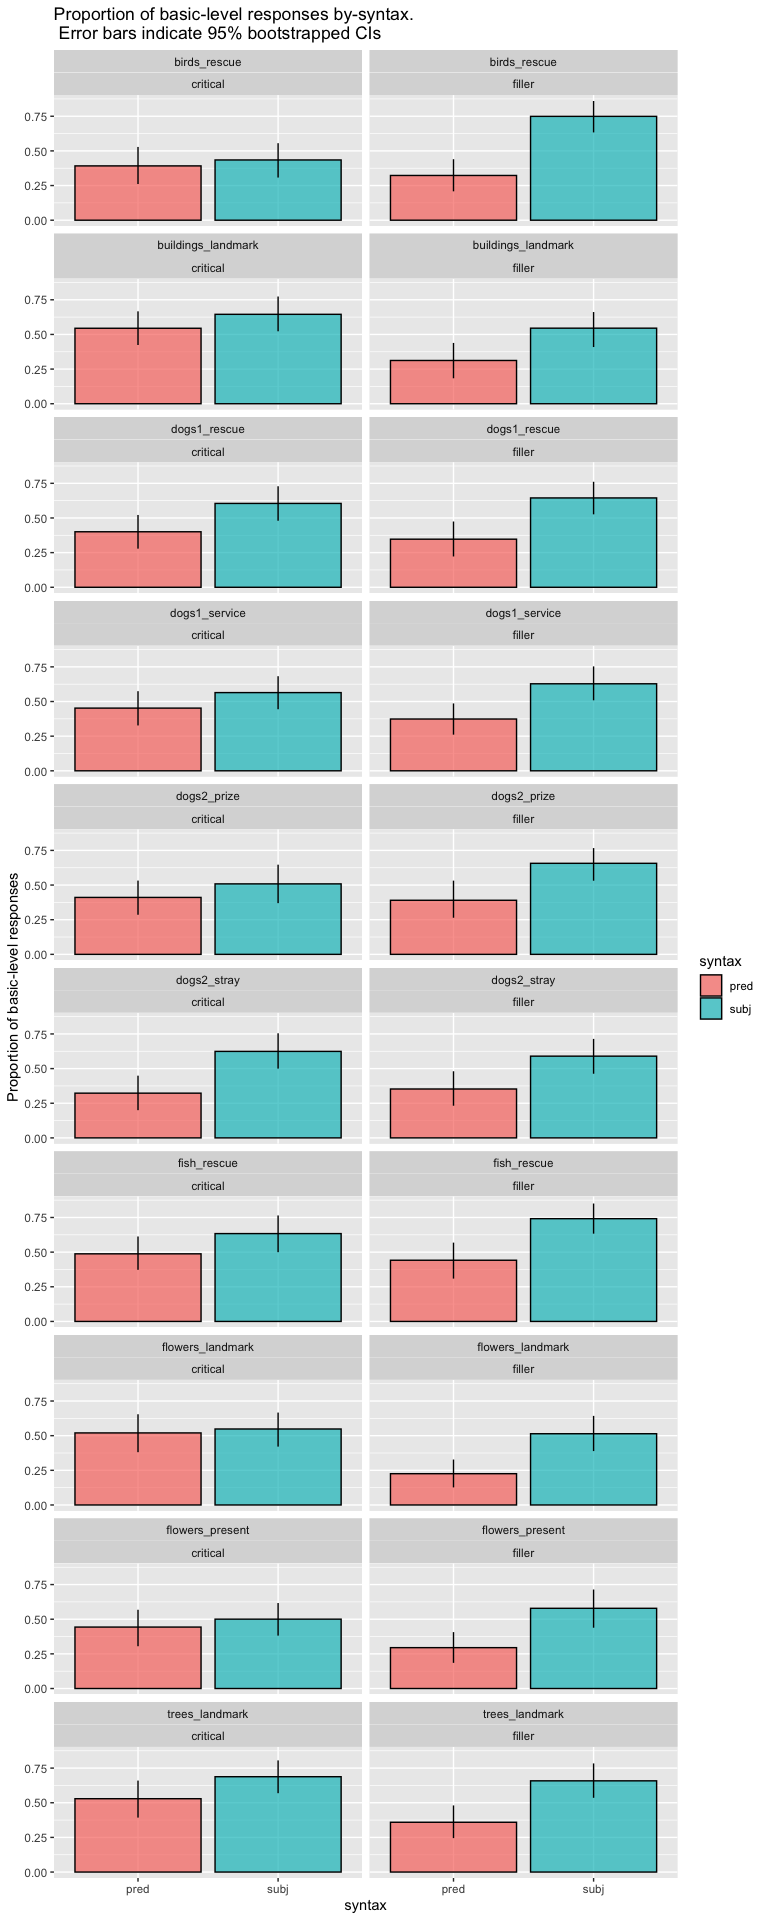 Proportion of basic-level responses by-syntax.
Error bars indicate 95% bootstrapped CIs
birds_rescue
birds_rescue
critical
filler
0.75
0.50
0.25
0.00
buildings_landmark
buildings_landmark
critical
filler
0.75
0.50
0.25
0.00
dogs1_rescue
dogs1_rescue
critical
filler
0.75
0.50
0.25
0.00
dogs1_service
dogs1_service
critical
filler
0.75
0.50
0.25
0.00
dogs2_prize
dogs2_prize
critical
filler
0.75
0.50
0.25
0.00
dogs2_stray
dogs2_stray
critical
filler
0.75
0.50
0.25
0.00
fish_rescue
fish_rescue
critical
filler
0.75
0.50
0.25
0.00
flowers_landmark
flowers_landmark
critical
filler
0.75
0.50
0.25
0.00
flowers_present
flowers_present
critical
filler
0.75
0.50
0.25
0.00
trees_landmark
trees_landmark
critical
filler
0.75
0.50
0.25
0.00
pred
subj
pred
subj
syntax
Proportion of basic-level responses
syntax
pred
subj